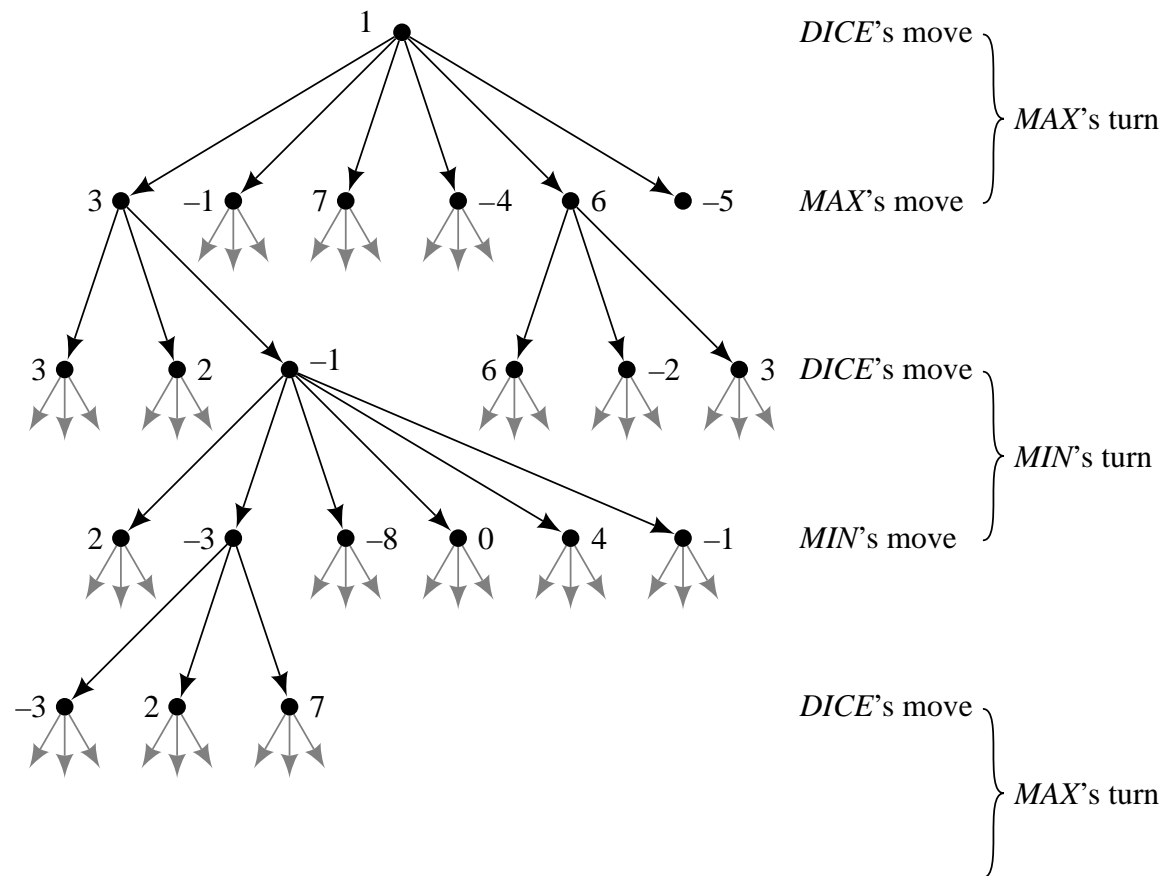 1 DICE's move
MAX's turn
3 –1 7 –4 6 –5 MAX's move
3 2 –1 6 –2 3 DICE's move
MIN's turn
2 –3 –8 0 4 –1 MIN's move
–3 2 7 DICE's move
MAX's turn